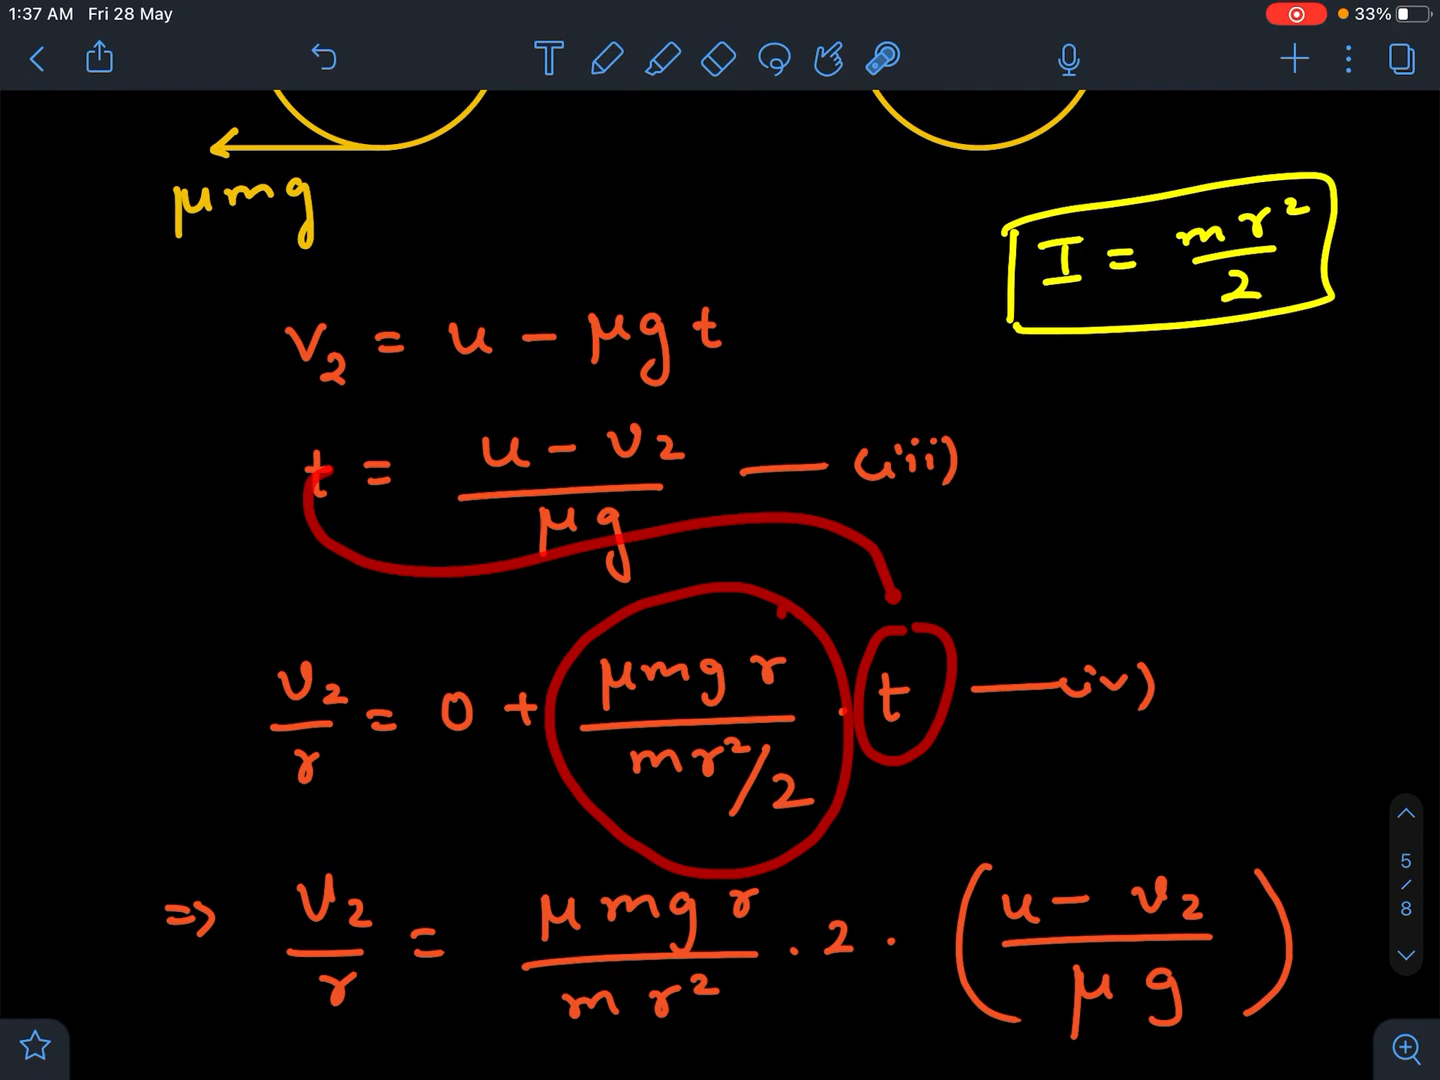 1:37 AM Fri 28 May
33%
μmg
I = mr²/2
v₂ = u - μgt
t = (u - v₂)/(μg) — (iii)
v₂/r = 0 + (μmgr)/(mr²/2) . t — (iv)
⇒ v₂/r = (μmgr)/(mr²) . 2 . ((u - v₂)/(μg))
5/8